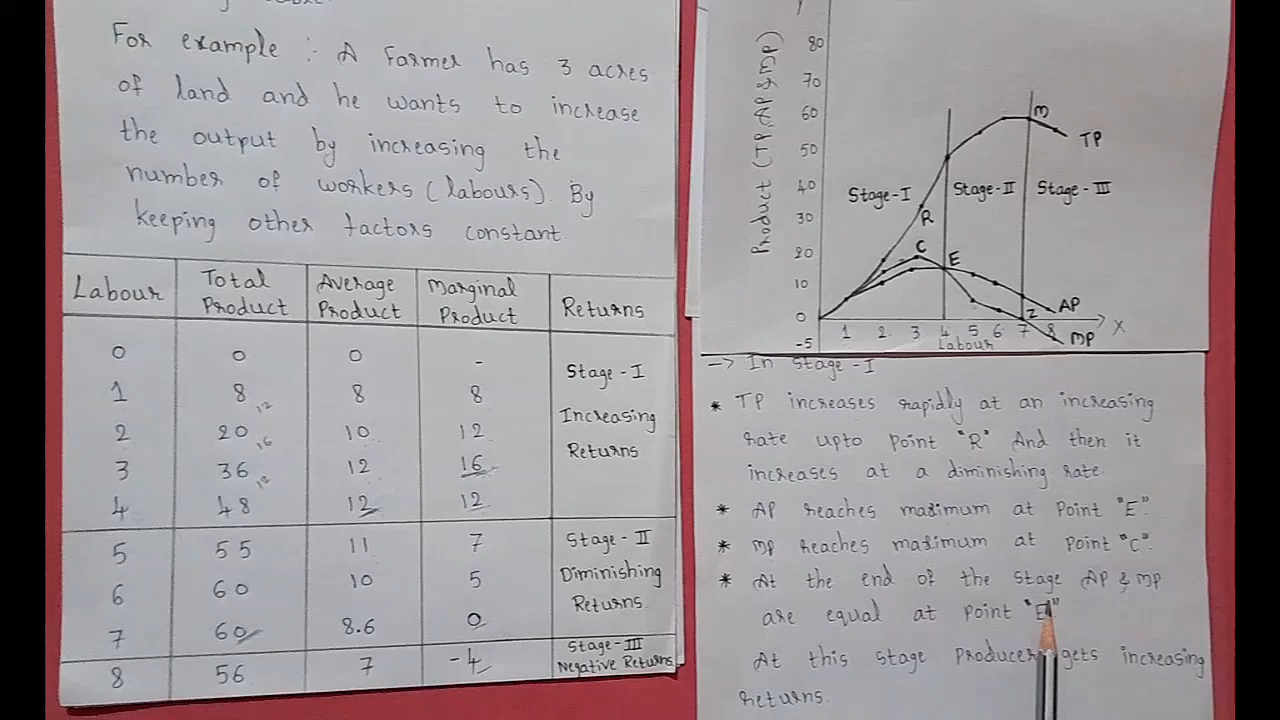 For example :- A Farmer has 3 acres
of land and he wants to increase
the output by increasing the
number of workers (labours). By
keeping other factors constant.
Labour Total Product Average Product Marginal Product Returns
0 0 0 -
1 8 8 8
12
2 20 10 12
16
3 36 12 16
12
4 48 12 12
Stage-I
Increasing
Returns
5 55 11 7
6 60 10 5
7 60 8.6 0
Stage-II
Diminishing
Returns.
8 56 7 -4
Stage-III
Negative Returns
Product (TP, AP & MP)
80
70
60
50
40
30
20
10
0
-5
Stage-I Stage-II Stage-III
R
C
E
M
Z
TP
AP
MP
1 2 3 4 5 6 7 8 X
Labour
-> In Stage-I
* TP increases rapidly at an increasing
rate upto point "R" And then it
increases at a diminishing rate.
* AP reaches maximum at Point "E".
* MP reaches maximum at point "C".
* At the end of the stage AP & MP
are equal at point "E"
At this stage Producer gets increasing
returns.